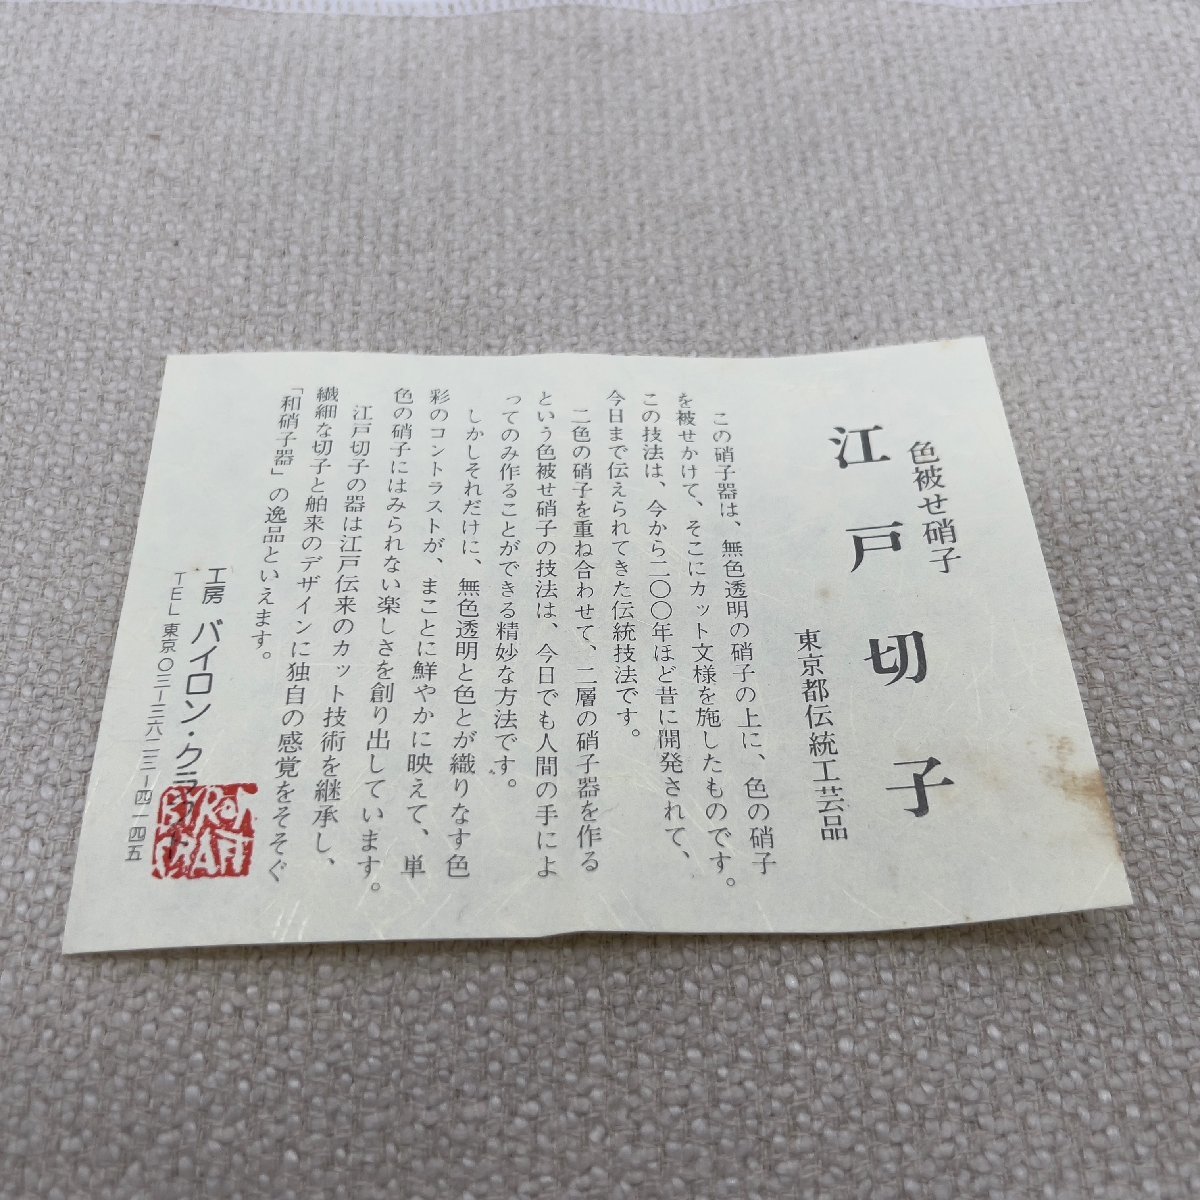 色被せ硝子
江戸切子
東京都伝統工芸品
この硝子器は、無色透明の硝子の上に、色の硝子
を被せかけて、そこにカット文様を施したものです。
この技法は、今から二〇〇年ほど昔に開発されて、
今日まで伝えられてきた伝統技法です。
二色の硝子を重ね合わせて、二層の硝子器を作る
という色被せ硝子の技法は、今日でも人間の手によ
ってのみ作ることができる精妙な方法です。
しかしそれだけに、無色透明と色とが織りなす色
彩のコントラストが、まことに鮮やかに映えて、単
色の硝子にはみられない楽しさを創り出しています。
江戸切子の器は江戸伝来のカット技術を継承し、
繊細な切子と舶来のデザインに独自の感覚をそそぐ
「和硝子器」の逸品といえます。
工房 バイロン・クラフト
TEL 東京〇三-三六二三-四一四五
BYRON
CRAFT